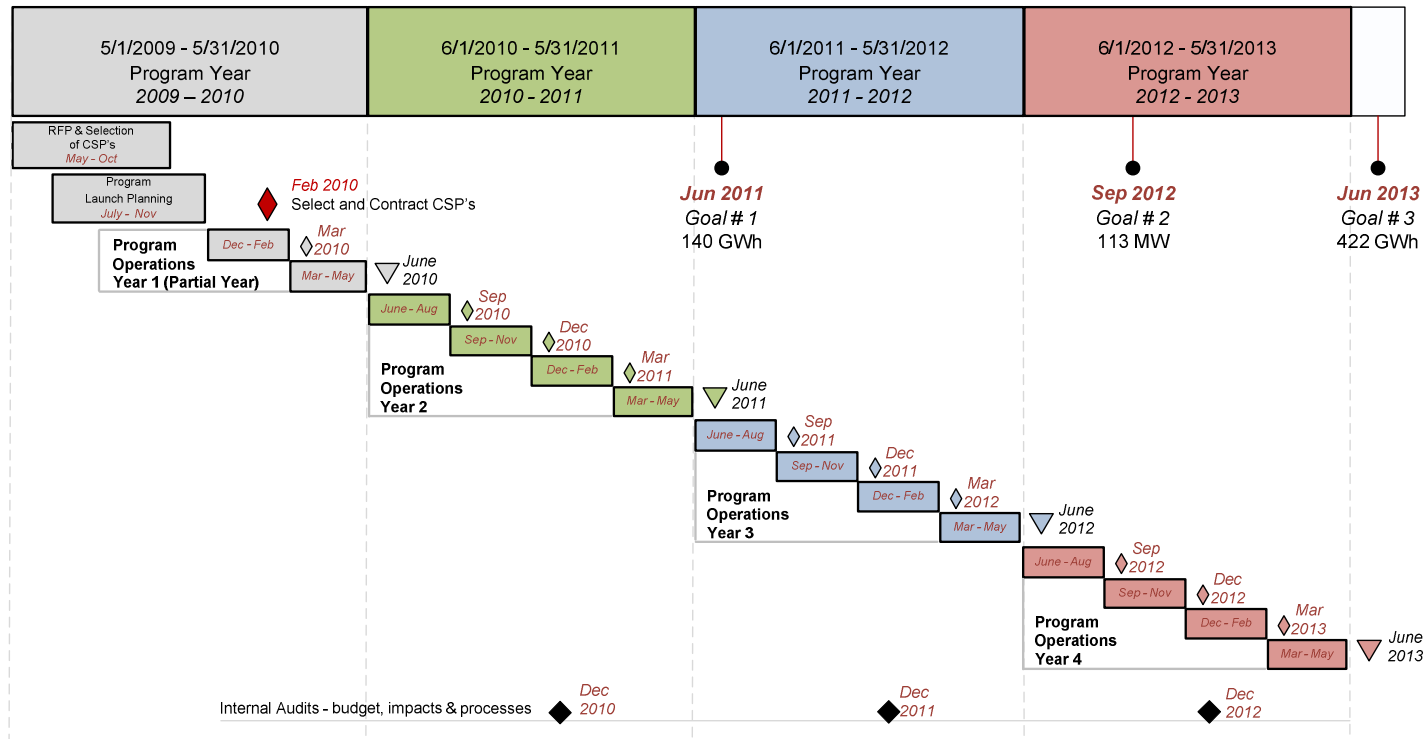 5/1/2009 - 5/31/2010
Program Year
2009 – 2010
6/1/2010 - 5/31/2011
Program Year
2010 - 2011
6/1/2011 - 5/31/2012
Program Year
2011 - 2012
6/1/2012 - 5/31/2013
Program Year
2012 - 2013
RFP & Selection
of CSP's
May - Oct
Program
Launch Planning
July - Nov
Feb 2010
Select and Contract CSP's
Jun 2011
Goal # 1
140 GWh
Sep 2012
Goal # 2
113 MW
Jun 2013
Goal # 3
422 GWh
Program
Operations
Year 1 (Partial Year)
Dec - Feb
Mar
2010
Mar - May
June
2010
June - Aug
Sep
2010
Sep - Nov
Dec
2010
Dec - Feb
Mar
2011
Mar - May
June
2011
Program
Operations
Year 2
June - Aug
Sep
2011
Sep - Nov
Dec
2011
Dec - Feb
Mar
2012
Mar - May
June
2012
Program
Operations
Year 3
June - Aug
Sep
2012
Sep - Nov
Dec
2012
Dec - Feb
Mar
2013
Mar - May
June
2013
Program
Operations
Year 4
Internal Audits - budget, impacts & processes
Dec
2010
Dec
2011
Dec
2012